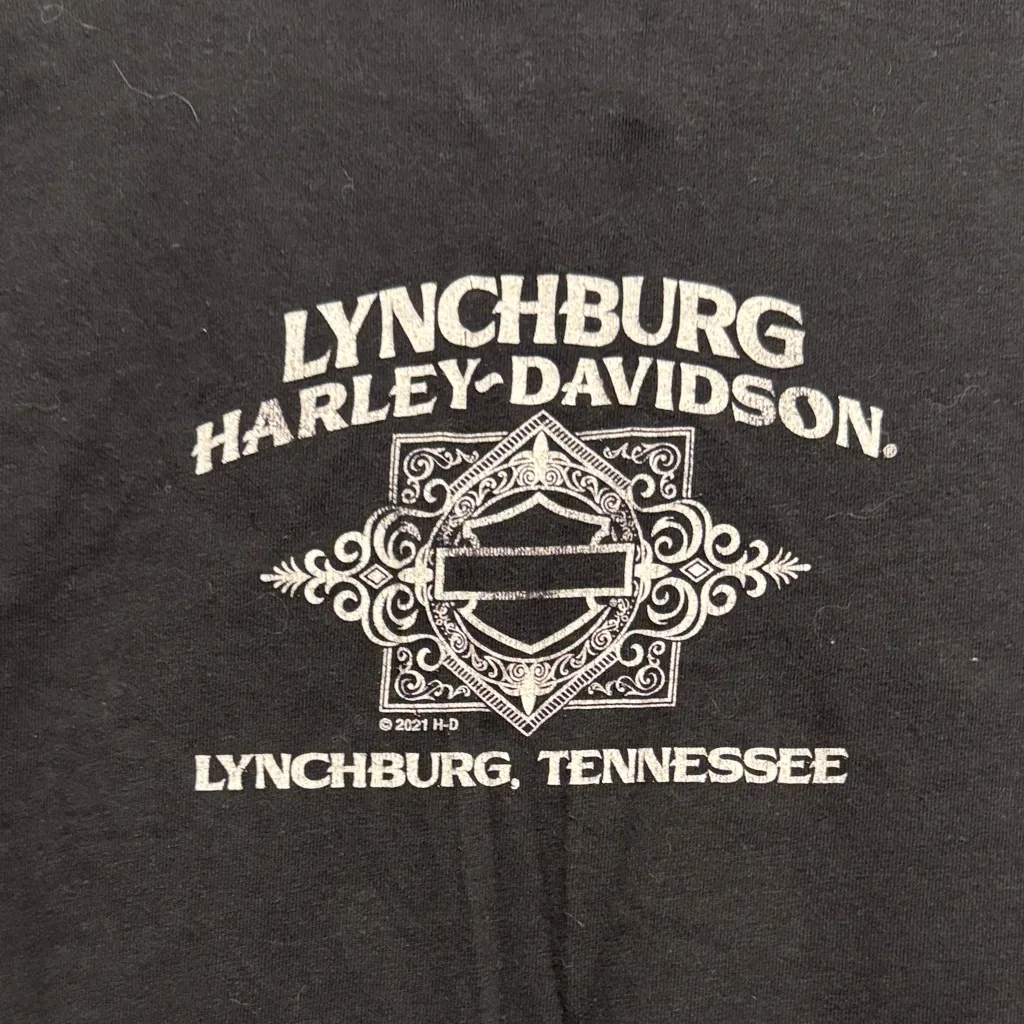 LYNCHBURG
HARLEY-DAVIDSON®
© 2021 H-D
LYNCHBURG, TENNESSEE